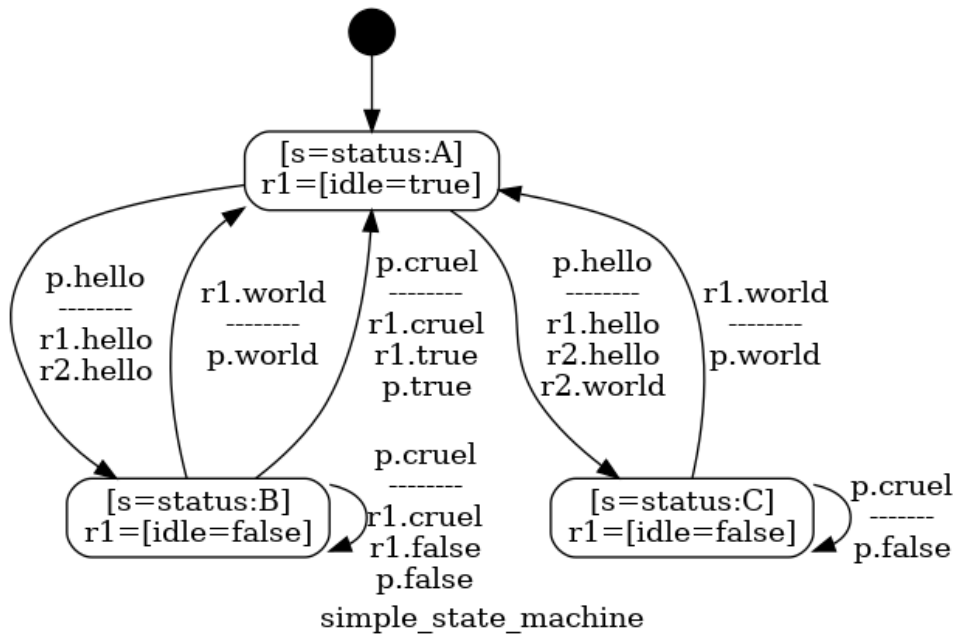 [s=status:A]
r1=[idle=true]
p.hello
--------
r1.hello
r2.hello
r1.world
--------
p.world
p.cruel
--------
r1.cruel
r1.true
p.true
p.hello
--------
r1.hello
r2.hello
r2.world
r1.world
--------
p.world
[s=status:B]
r1=[idle=false]
p.cruel
--------
r1.cruel
r1.false
p.false
[s=status:C]
r1=[idle=false]
p.cruel
-------
p.false
simple_state_machine